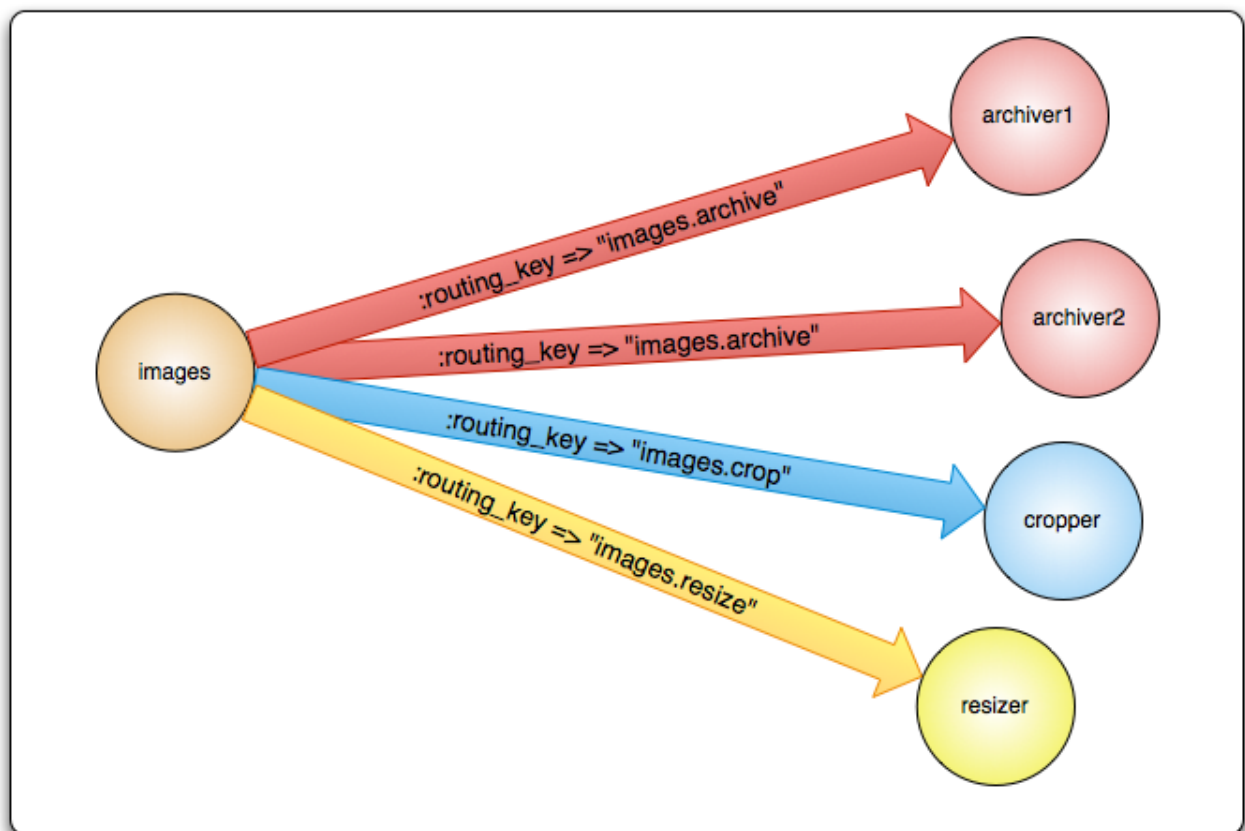 archiver1
:routing_key => "images.archive"
archiver2
:routing_key => "images.archive"
images
:routing_key => "images.crop"
cropper
:routing_key => "images.resize"
resizer